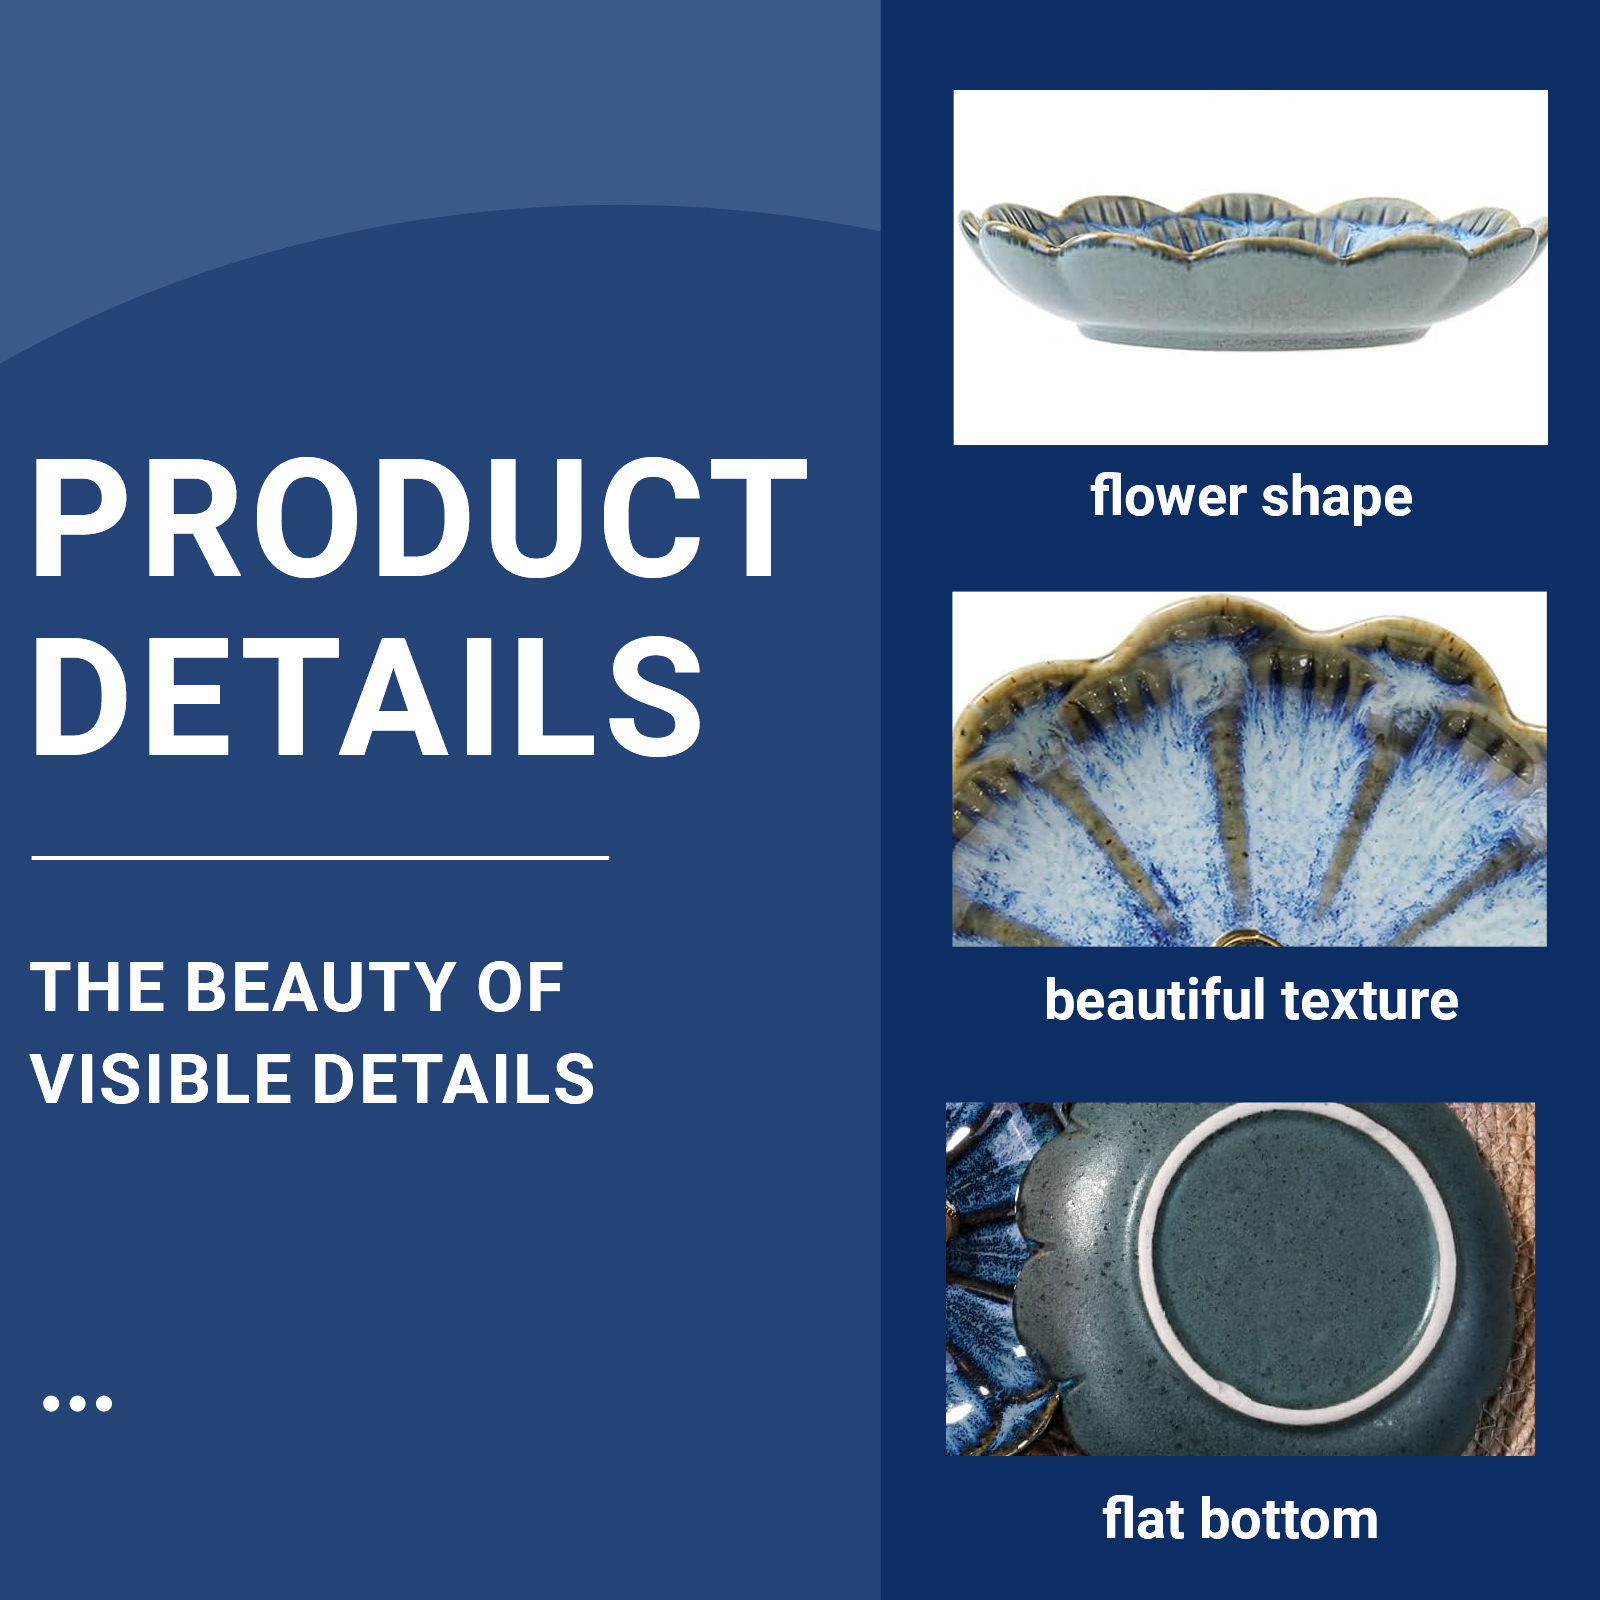 PRODUCT
DETAILS
THE BEAUTY OF
VISIBLE DETAILS
flower shape
beautiful texture
flat bottom